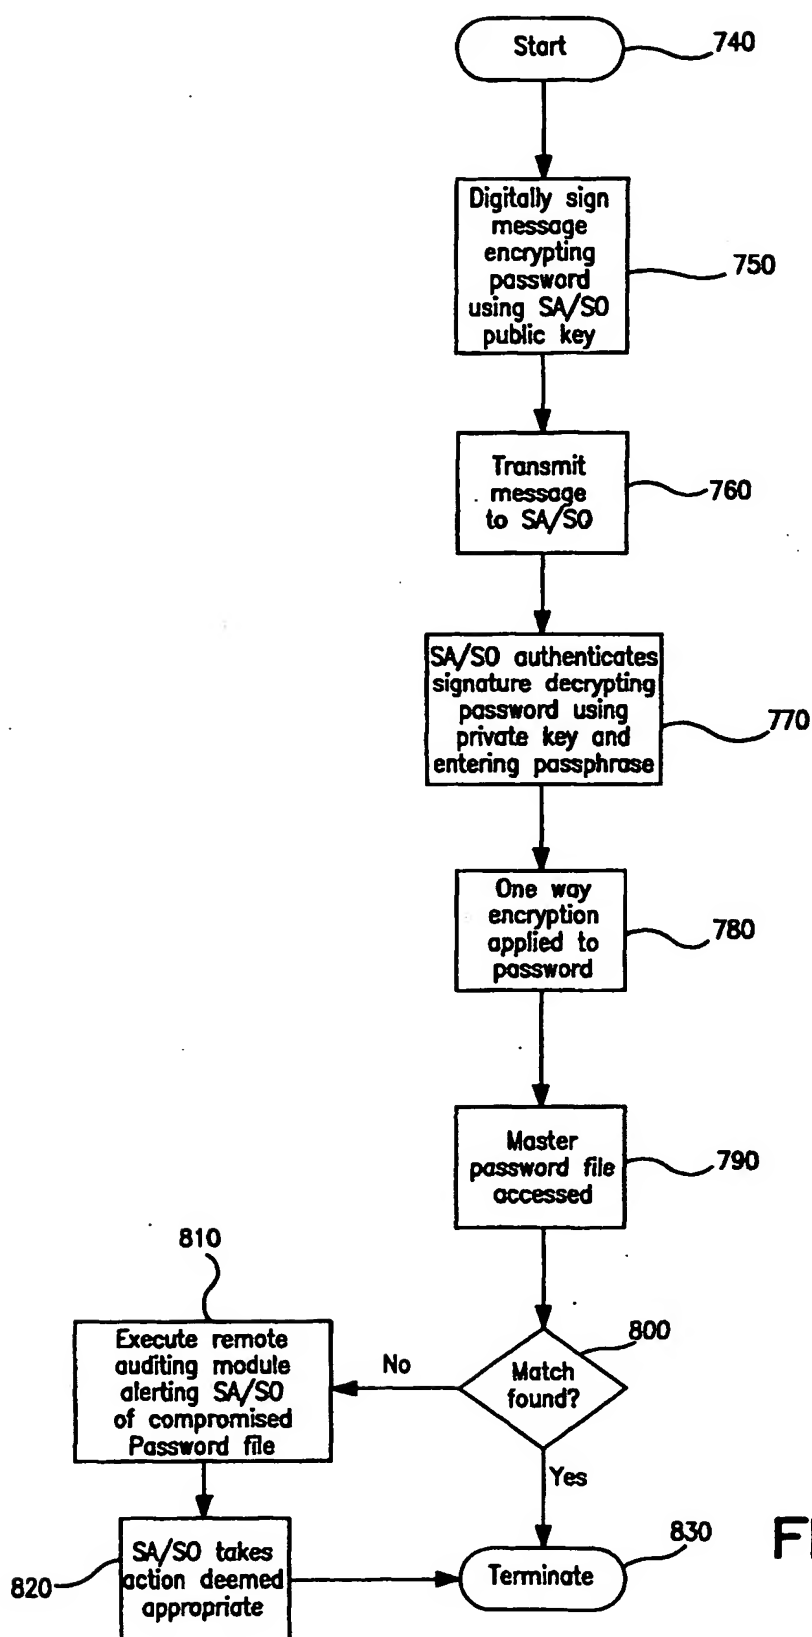 Start
740
Digitally sign
message
encrypting
password
using SA/SO
public key
750
Transmit
message
to SA/SO
760
SA/SO authenticates
signature decrypting
password using
private key and
entering passphrase
770
One way
encryption
applied to
password
780
Master
password file
accessed
790
810
Execute remote
auditing module
alerting SA/SO
of compromised
Password file
No
Match
found?
800
Yes
820
SA/SO takes
action deemed
appropriate
Terminate
830